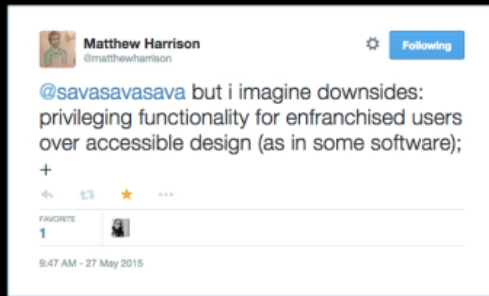 Matthew Harrison
@matthewharrison
Following
@savasavasava but i imagine downsides:
privileging functionality for enfranchised users
over accessible design (as in some software);
+
FAVORITE
1
9:47 AM - 27 May 2015